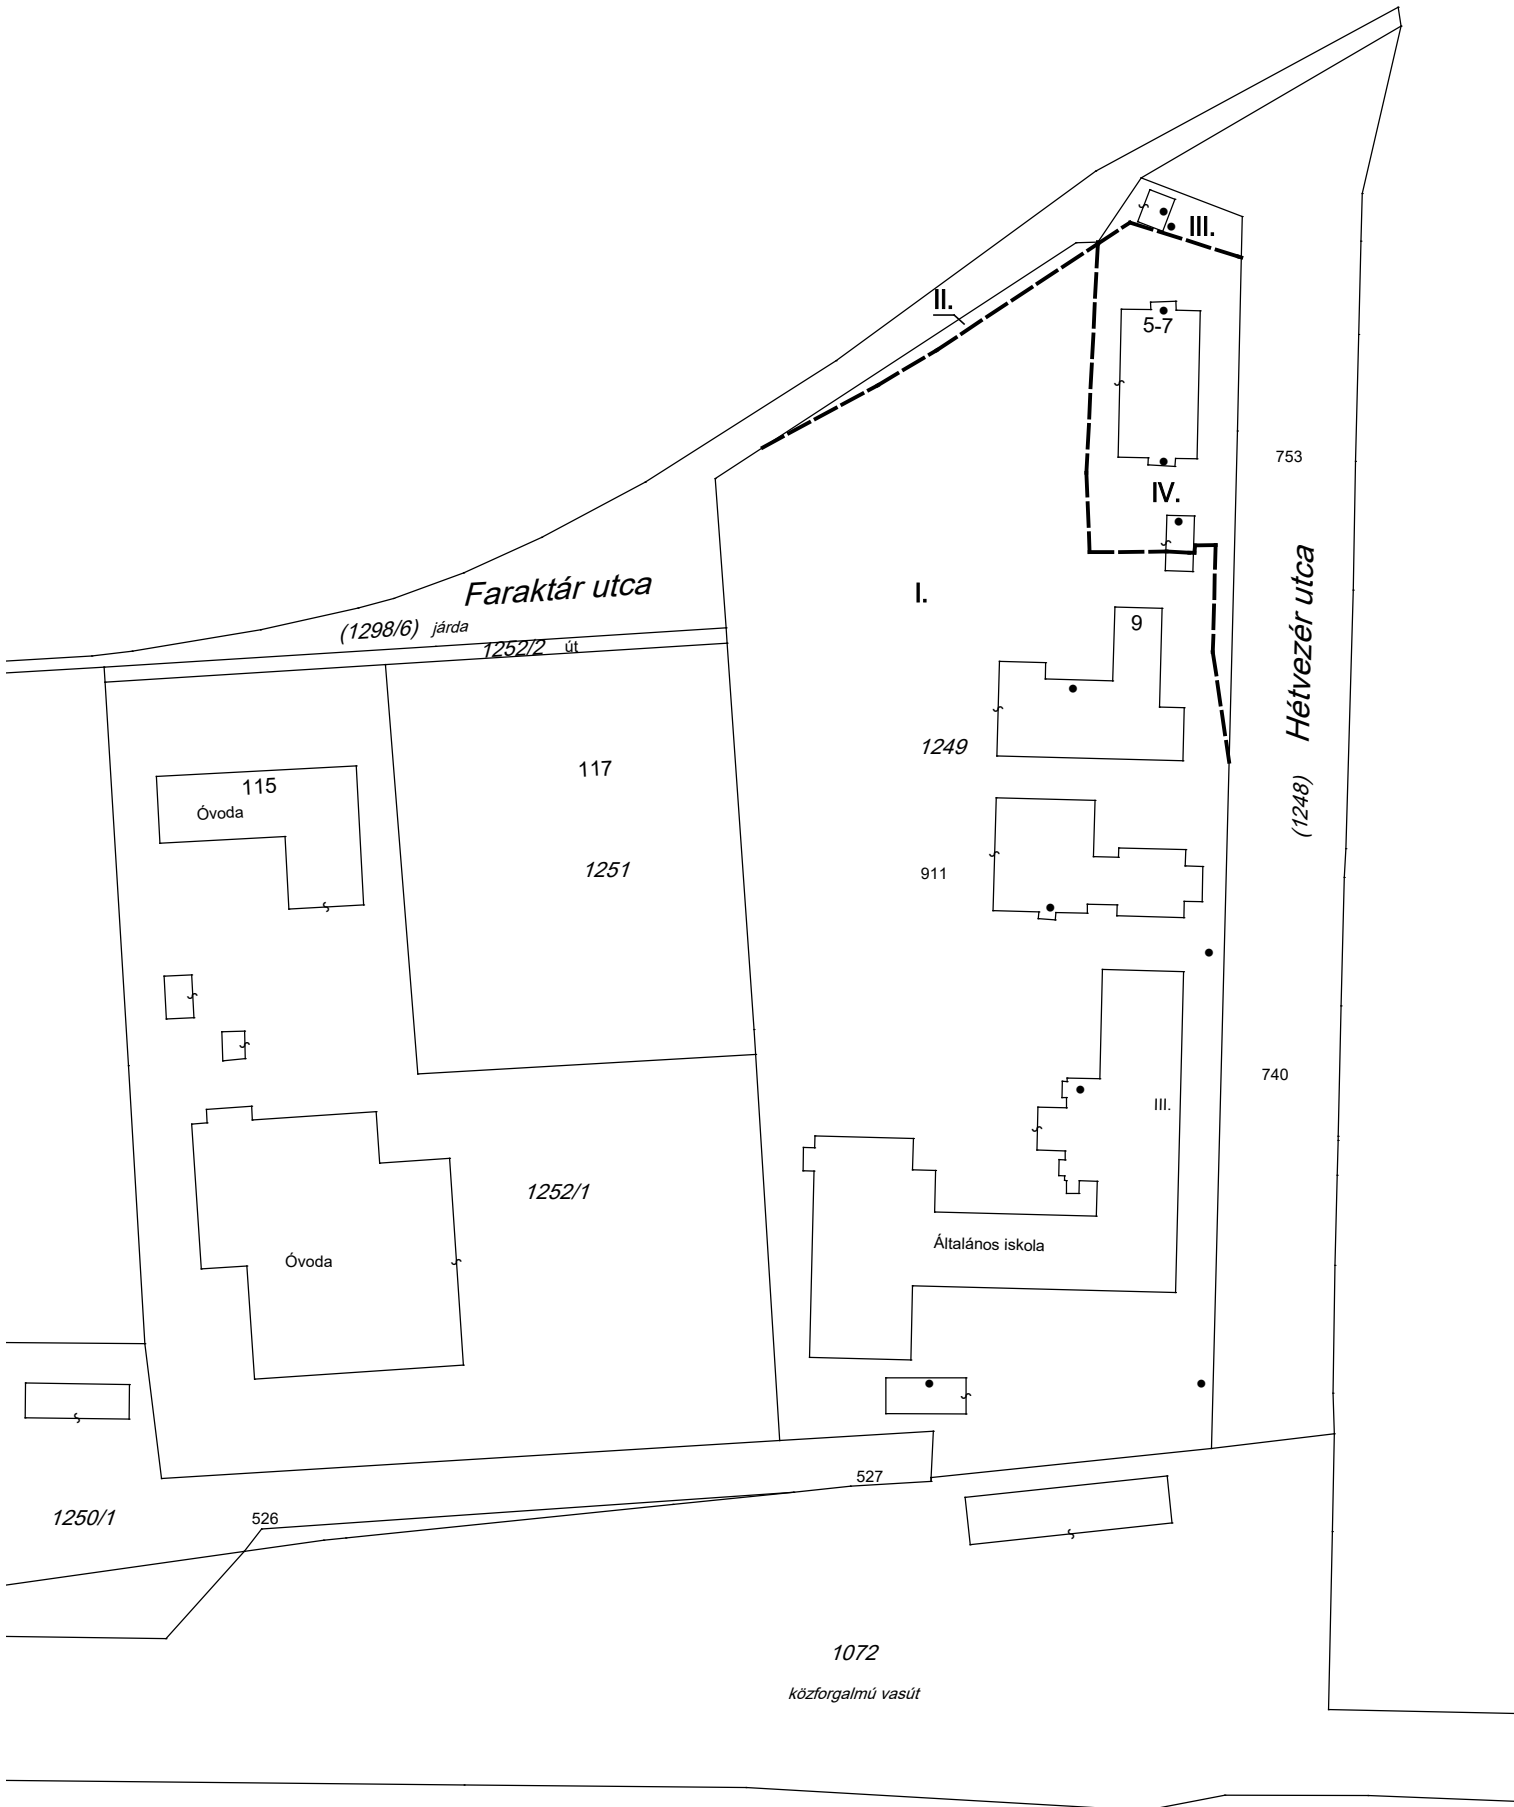 III.
II.
5-7
753
IV.
Faraktár utca
I.
(1298/6) járda
1252/2 út
9
Hétvezér utca
(1248)
1249
117
115
Óvoda
1251
911
740
III.
1252/1
Általános iskola
Óvoda
527
1250/1
526
1072
közforgalmú vasút